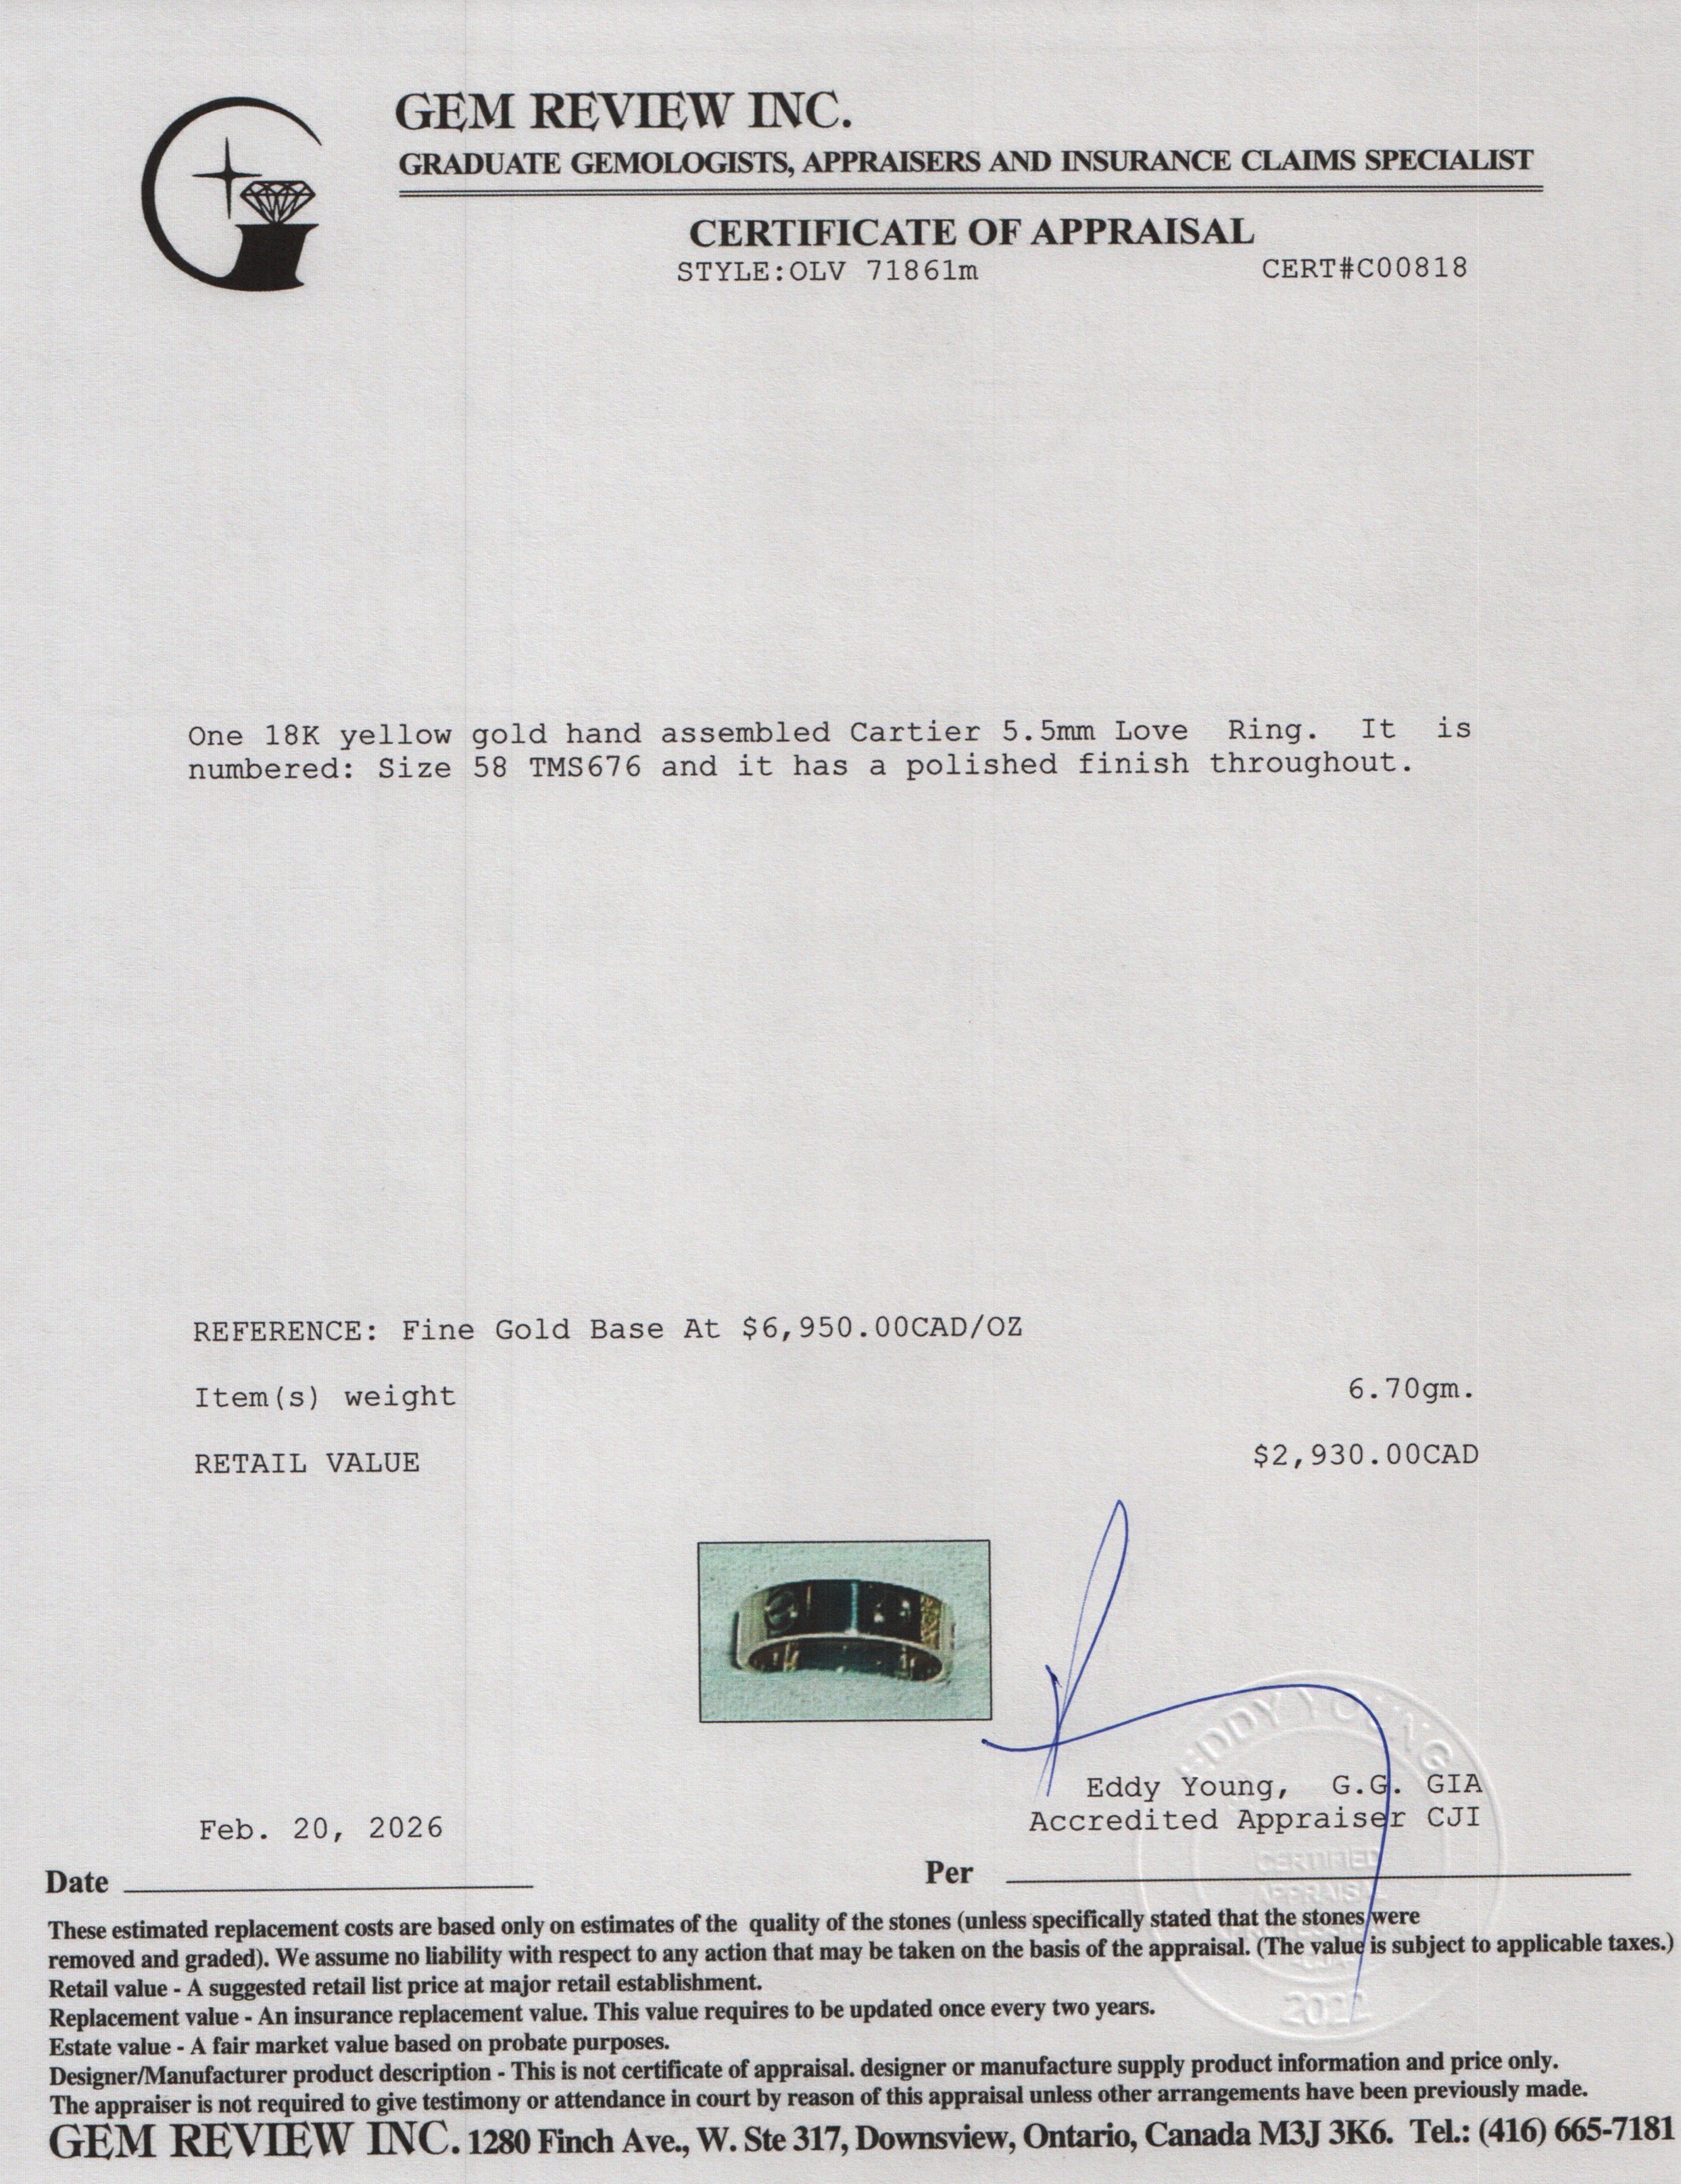 GEM REVIEW INC.
GRADUATE GEMOLOGISTS, APPRAISERS AND INSURANCE CLAIMS SPECIALIST
CERTIFICATE OF APPRAISAL
STYLE:OLV 71861m CERT#C00818
One 18K yellow gold hand assembled Cartier 5.5mm Love Ring. It is
numbered: Size 58 TMS676 and it has a polished finish throughout.
REFERENCE: Fine Gold Base At $6,950.00CAD/OZ
Item(s) weight 6.70gm.
RETAIL VALUE $2,930.00CAD
EDDY YOUNG
Eddy Young, G.G. GIA
Accredited Appraiser CJI
Feb. 20, 2026
CERTIFIED
APPRAISAL
2022
Date Per
These estimated replacement costs are based only on estimates of the quality of the stones (unless specifically stated that the stones were
removed and graded). We assume no liability with respect to any action that may be taken on the basis of the appraisal. (The value is subject to applicable taxes.)
Retail value - A suggested retail list price at major retail establishment.
Replacement value - An insurance replacement value. This value requires to be updated once every two years.
Estate value - A fair market value based on probate purposes.
Designer/Manufacturer product description - This is not certificate of appraisal. designer or manufacture supply product information and price only.
The appraiser is not required to give testimony or attendance in court by reason of this appraisal unless other arrangements have been previously made.
GEM REVIEW INC. 1280 Finch Ave., W. Ste 317, Downsview, Ontario, Canada M3J 3K6. Tel.: (416) 665-7181